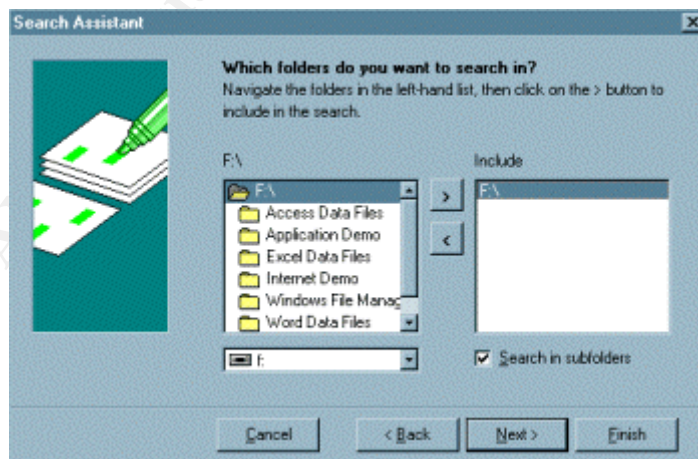 Search Assistant
Which folders do you want to search in?
Navigate the folders in the left-hand list, then click on the > button to
include in the search.
F:\
Include
F:\
Access Data Files
Application Demo
Excel Data Files
Internet Demo
Windows File Manag
Word Data Files
f:
>
<
F:\
Search in subfolders
Cancel
< Back
Next >
Finish